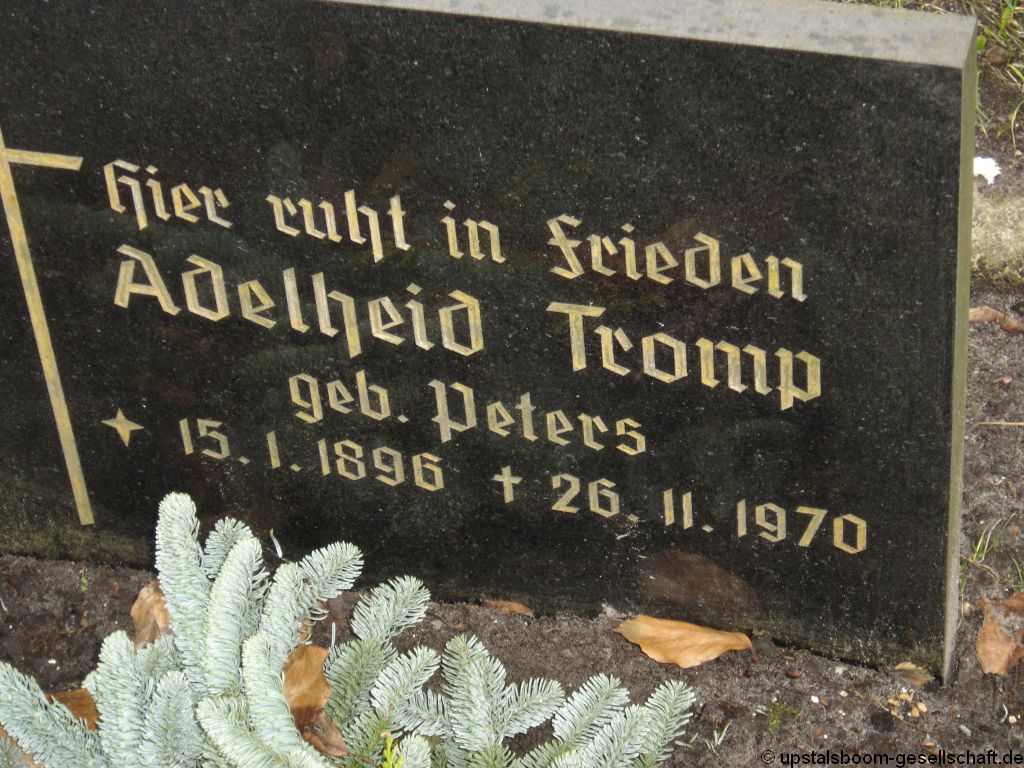 Hier ruht in Frieden
Adelheid Tromp
geb. Peters
15. 1. 1896 † 26. 11. 1970
© upstalsboom-gesellschaft.de